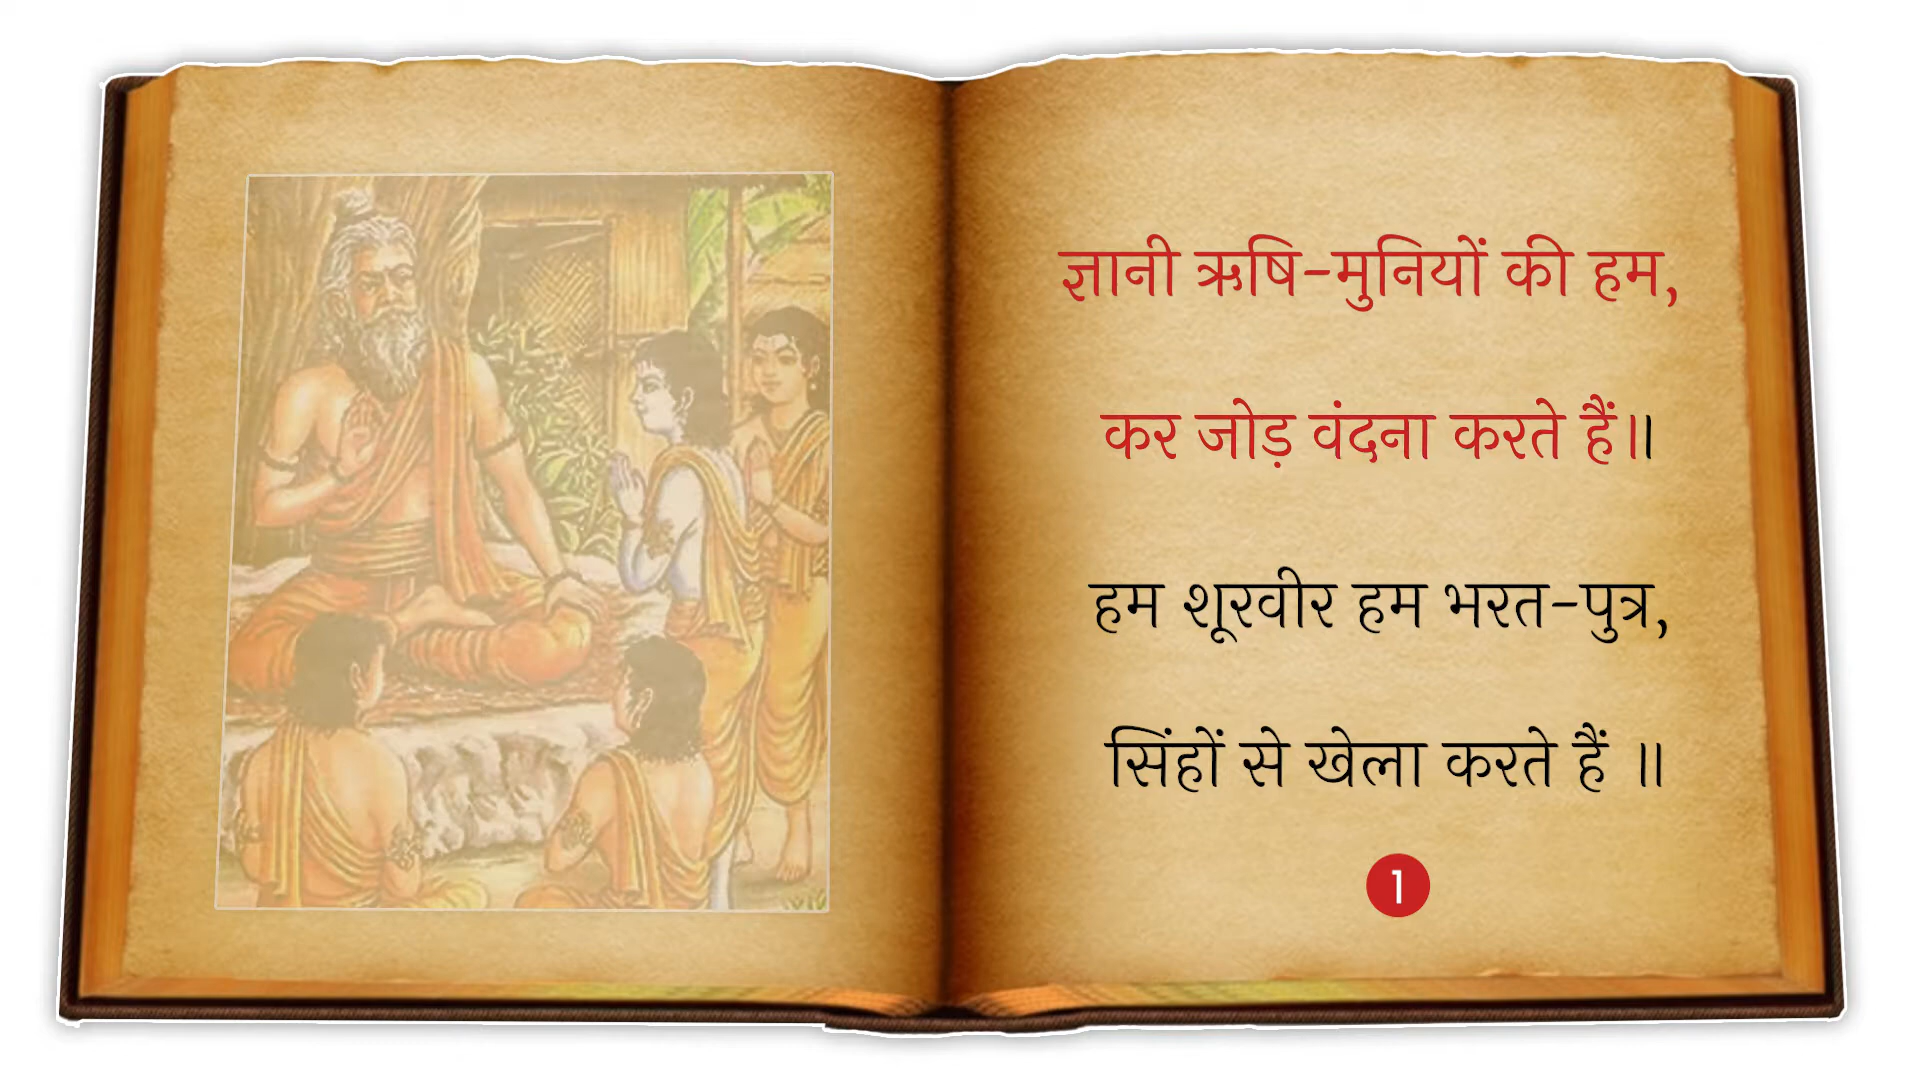 ज्ञानी ऋषि-मुनियों की हम,
कर जोड़ वंदना करते हैं।।
हम शूरवीर हम भरत-पुत्र,
सिंहों से खेला करते हैं ।।
1